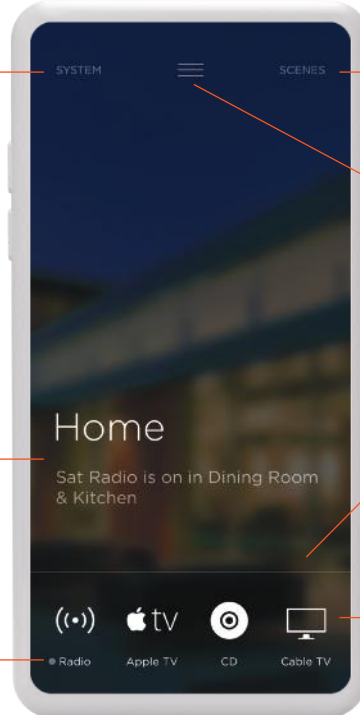 SYSTEM
SCENES
Home
Sat Radio is on in Dining Room
& Kitchen
tv
Radio
Apple TV
CD
Cable TV